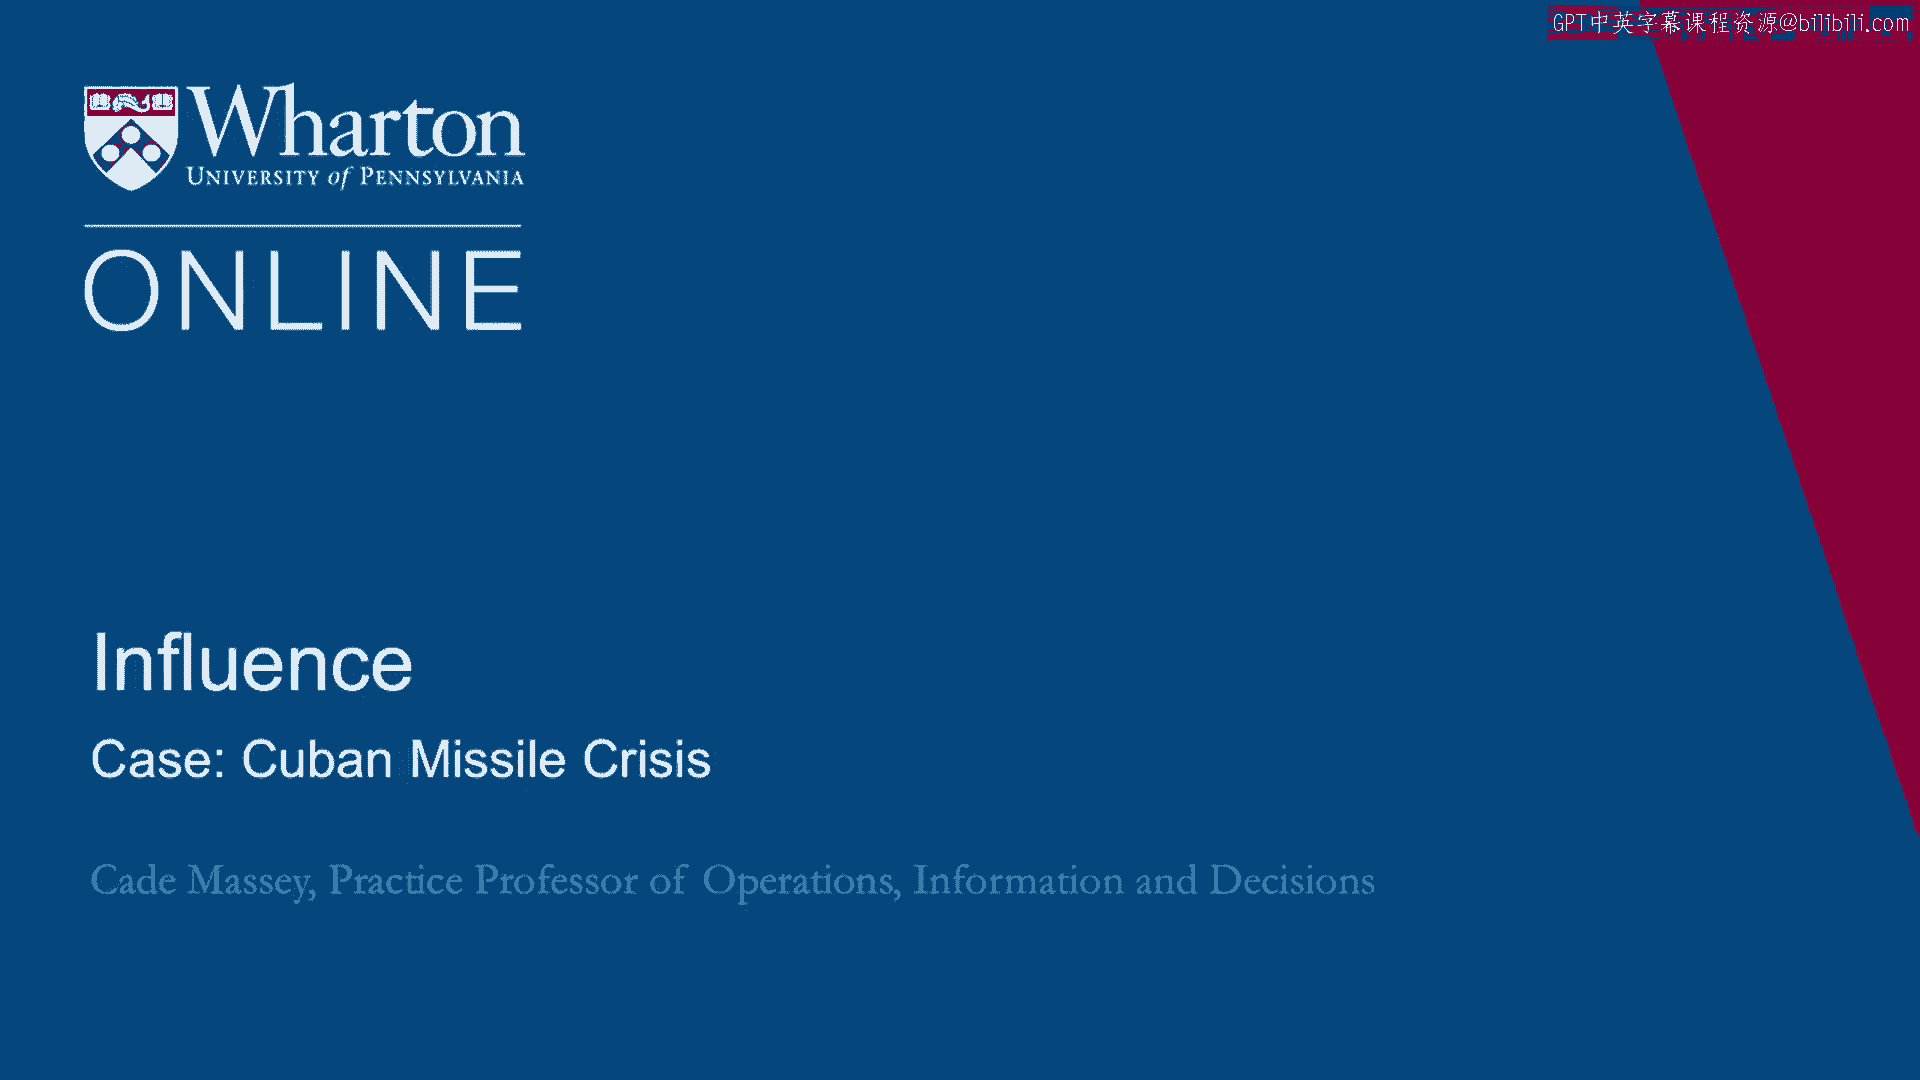 GPT中英字幕课程资源@bilibili.com
Wharton
UNIVERSITY of PENNSYLVANIA
ONLINE
Influence
Case: Cuban Missile Crisis
Cade Massey, Practice Professor of Operations, Information and Decisions